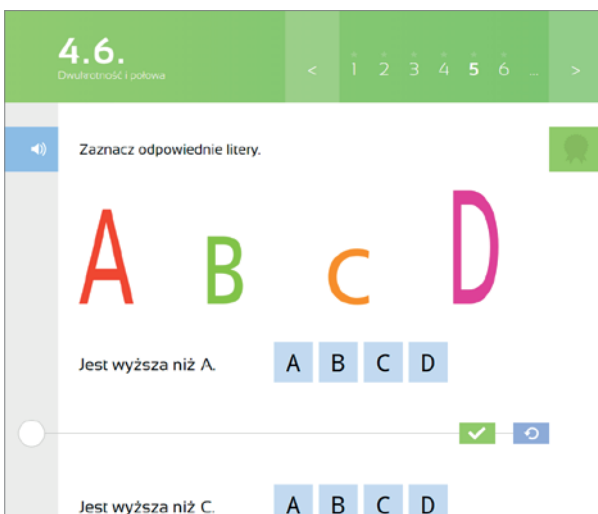 4.6.
Dwukrotność i połowa
< 1 2 3 4 5 6 ... >
Zaznacz odpowiednie litery.
A B C D
Jest wyższa niż A. A B C D
Jest wyższa niż C. A B C D